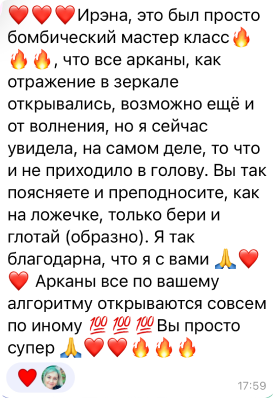 ❤️❤️❤️Ирэна, это был просто
бомбический мастер класс🔥
🔥🔥, что все арканы, как
отражение в зеркале
открывались, возможно ещё и
от волнения, но я сейчас
увидела, на самом деле, то что
и не приходило в голову. Вы так
поясняете и преподносите, как
на ложечке, только бери и
глотай (образно). Я так
благодарна, что я с вами 🙏❤️
❤️ Арканы все по вашему
алгоритму открываются совсем
по иному 💯💯💯Вы просто
супер 🙏❤️❤️🔥🔥🔥
17:59